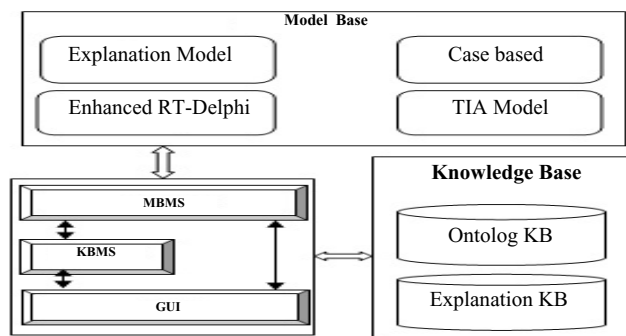 Model Base
Explanation Model
Case based
Enhanced RT-Delphi
TIA Model
MBMS
KBMS
GUI
Knowledge Base
Ontolog KB
Explanation KB